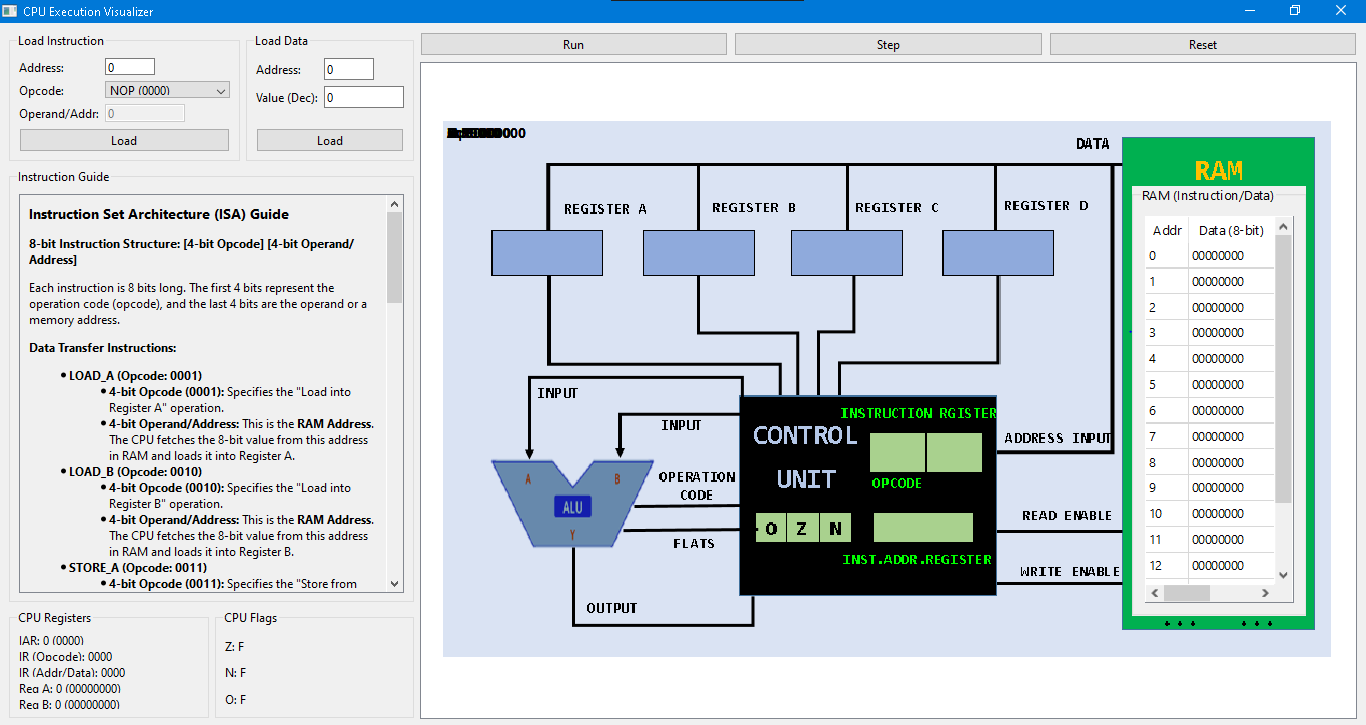 CPU Execution Visualizer
Load Instruction
Address:
0
Opcode:
NOP (0000)
Operand/Addr:
0
Load
Load Data
Address:
0
Value (Dec):
0
Load
Run
Step
Reset
Instruction Guide
Instruction Set Architecture (ISA) Guide
8-bit Instruction Structure: [4-bit Opcode] [4-bit Operand/
Address]
Each instruction is 8 bits long. The first 4 bits represent the
operation code (opcode), and the last 4 bits are the operand or a
memory address.
Data Transfer Instructions:
LOAD_A (Opcode: 0001)
4-bit Opcode (0001): Specifies the "Load into
Register A" operation.
4-bit Operand/Address: This is the RAM Address.
The CPU fetches the 8-bit value from this address
in RAM and loads it into Register A.
LOAD_B (Opcode: 0010)
4-bit Opcode (0010): Specifies the "Load into
Register B" operation.
4-bit Operand/Address: This is the RAM Address.
The CPU fetches the 8-bit value from this address
in RAM and loads it into Register B.
STORE_A (Opcode: 0011)
4-bit Opcode (0011): Specifies the "Store from
CPU Registers
IAR: 0 (0000)
IR (Opcode): 0000
IR (Addr/Data): 0000
Reg A: 0 (00000000)
Reg B: 0 (00000000)
CPU Flags
Z: F
N: F
O: F
DATA
REGISTER A
REGISTER B
REGISTER C
REGISTER D
INPUT
INPUT
OPERATION
CODE
FLATS
OUTPUT
A
B
ALU
Y
INSTRUCTION RGISTER
CONTROL
UNIT
OPCODE
O Z N
INST.ADDR.REGISTER
ADDRESS INPUT
READ ENABLE
WRITE ENABLE
RAM
RAM (Instruction/Data)
Addr Data (8-bit)
0 00000000
1 00000000
2 00000000
3 00000000
4 00000000
5 00000000
6 00000000
7 00000000
8 00000000
9 00000000
10 00000000
11 00000000
12 00000000